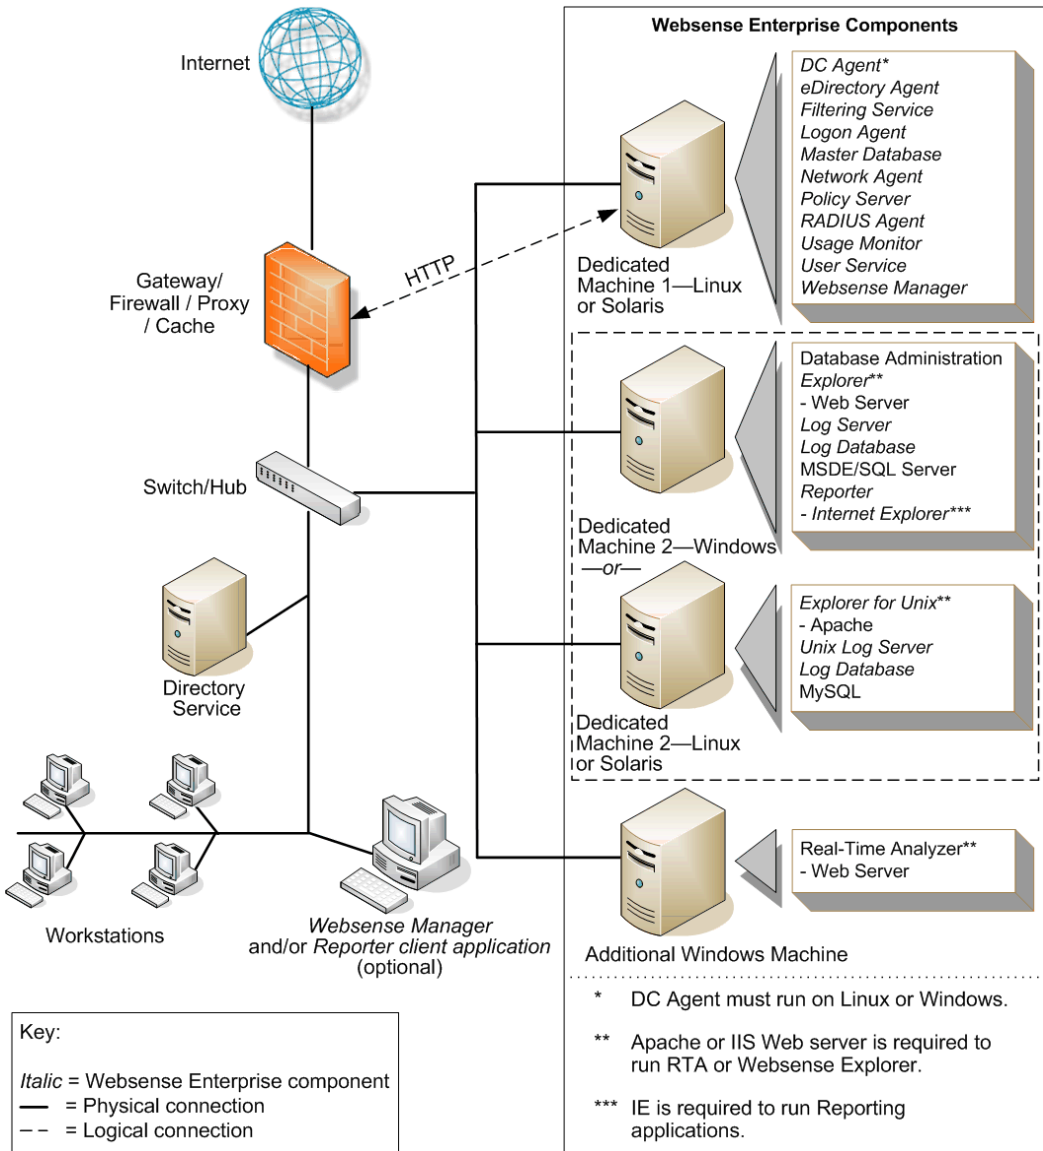 Websense Enterprise Components
Internet
DC Agent*
eDirectory Agent
Filtering Service
Logon Agent
Master Database
Network Agent
Policy Server
RADIUS Agent
Usage Monitor
User Service
Websense Manager
Gateway/
Firewall / Proxy
/ Cache
HTTP
Dedicated
Machine 1—Linux
or Solaris
Database Administration
Explorer**
- Web Server
Log Server
Log Database
MSDE/SQL Server
Reporter
- Internet Explorer***
Switch/Hub
Dedicated
Machine 2—Windows
—or—
Explorer for Unix**
- Apache
Unix Log Server
Log Database
MySQL
Directory
Service
Dedicated
Machine 2—Linux
or Solaris
Real-Time Analyzer**
- Web Server
Workstations
Websense Manager
and/or Reporter client application
(optional)
Additional Windows Machine
* DC Agent must run on Linux or Windows.
** Apache or IIS Web server is required to
run RTA or Websense Explorer.
*** IE is required to run Reporting
applications.
Key:
Italic = Websense Enterprise component
= Physical connection
= Logical connection